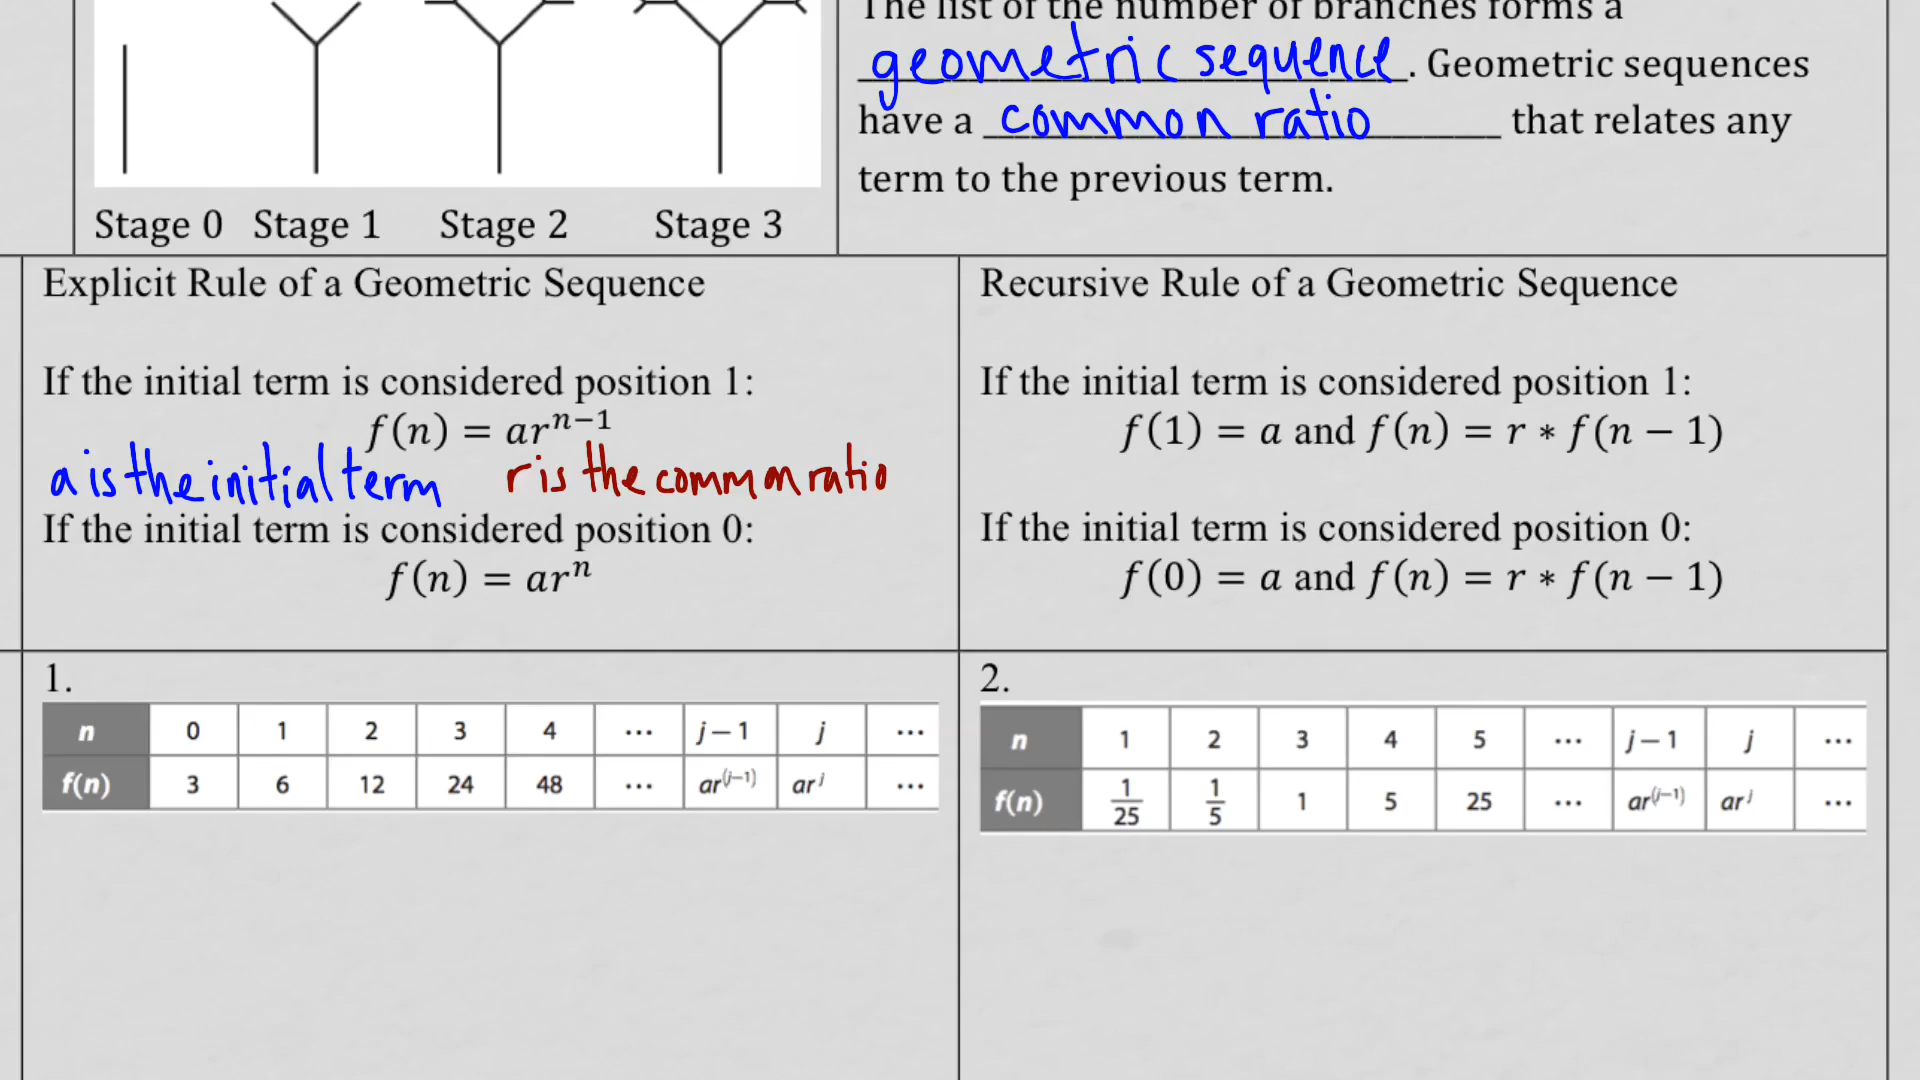 The list of the number of branches forms a
geometric sequence. Geometric sequences
have a common ratio that relates any
term to the previous term.
Stage 0 Stage 1 Stage 2 Stage 3
Explicit Rule of a Geometric Sequence
If the initial term is considered position 1:
f(n) = ar^{n−1}
a is the initial term r is the common ratio
If the initial term is considered position 0:
f(n) = ar^n
Recursive Rule of a Geometric Sequence
If the initial term is considered position 1:
f(1) = a and f(n) = r ∗ f(n − 1)
If the initial term is considered position 0:
f(0) = a and f(n) = r ∗ f(n − 1)
1.
n 0 1 2 3 4 ... j – 1 j ...
f(n) 3 6 12 24 48 ... ar^(j–1) ar^j ...
2.
n 1 2 3 4 5 ... j – 1 j ...
f(n) 1/25 1/5 1 5 25 ... ar^(j–1) ar^j ...